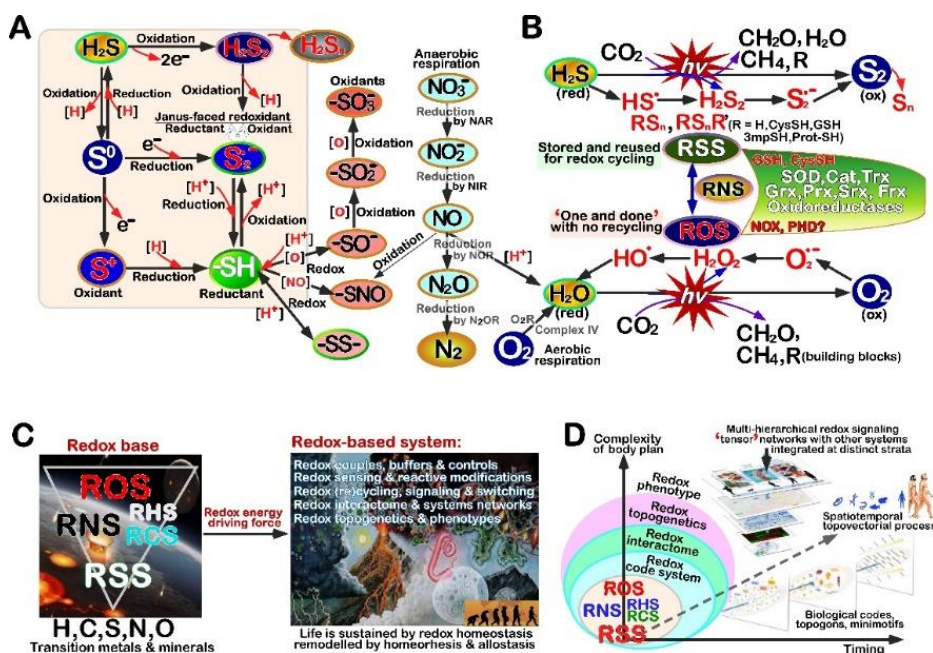 A
H₂S
Oxidation
2e⁻
H₂S₂
H₂Sₙ
Oxidation
[H]
Reduction
Oxidation
[H]
Janus-faced redoxidant
Reductant
Oxidant
S⁰
e⁻
Reduction
S₂•⁻
Oxidation
e⁻
[H⁺]
Reduction
[H⁺]
Oxidation
S⁺
Oxidant
[H]
Reduction
-SH
Reductant
Oxidants
-SO₃⁻
[O]
Oxidation
-SO₂⁻
[O]
Oxidation
-SO⁻
[H⁺]
[O]
Redox
[NO]
Redox
-SNO
Oxidation
[H⁺]
-SS-
Anaerobic
respiration
NO₃⁻
Reduction
by NAR
NO₂⁻
Reduction
by NIR
NO
Reduction
by NOR
[H⁺]
N₂O
Reduction
by N₂OR
N₂
B
H₂S
(red)
CO₂
hν
CH₂O, H₂O
CH₄, R
S₂
(ox)
Sₙ
HS•
H₂S₂
S₂•⁻
RSₙ, RSₙR'
(R = H,CysSH,GSH
3mpSH,Prot-SH)
Stored and reused
for redox cycling
RSS
RNS
ROS
GSH, CysSH
SOD,Cat,Trx
Grx,Prx,Srx, Frx
Oxidoreductases
NOX, PHD?
'One and done'
with no recycling
HO•
H₂O₂
O₂•⁻
H₂O
(red)
hν
O₂
(ox)
CO₂
CH₂O,
CH₄,R(building blocks)
O₂R
Complex IV
O₂
Aerobic
respiration
C
Redox base
ROS
RNS
RHS
RCS
RSS
H,C,S,N,O
Transition metals & minerals
Redox energy
driving force
Redox-based system:
Redox couples, buffers & controls
Redox sensing & reactive modifications
Redox (re)cycling, signaling & switching
Redox interactome & systems networks
Redox topogenetics & phenotypes
Life is sustained by redox homeostasis
remodelled by homeorhesis & allostasis
D
Complexity
of body plan
Multi-hierarchical redox signaling
'tensor' networks with other systems
integrated at distinct strata
Redox
phenotype
Redox
topogenetics
Redox
interactome
Redox
code system
ROS
RNS
RHS
RCS
RSS
Spatiotemporal
topovectorial process
Biological codes,
topogons, minimotifs
Timing